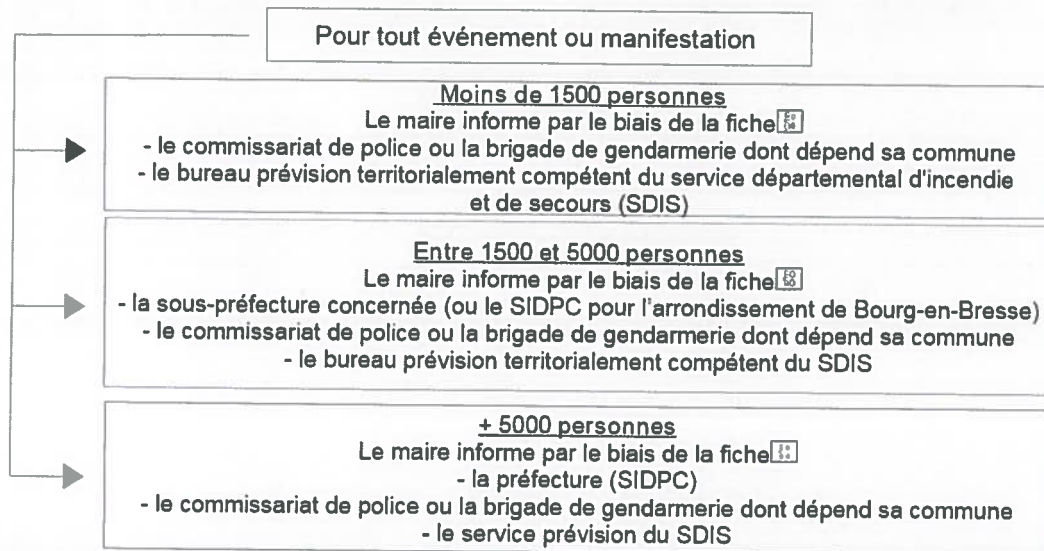 Pour tout événement ou manifestation
Moins de 1500 personnes
Le maire informe par le biais de la fiche
- le commissariat de police ou la brigade de gendarmerie dont dépend sa commune
- le bureau prévision territorialement compétent du service départemental d'incendie
et de secours (SDIS)
Entre 1500 et 5000 personnes
Le maire informe par le biais de la fiche
- la sous-préfecture concernée (ou le SIDPC pour l'arrondissement de Bourg-en-Bresse)
- le commissariat de police ou la brigade de gendarmerie dont dépend sa commune
- le bureau prévision territorialement compétent du SDIS
+ 5000 personnes
Le maire informe par le biais de la fiche
- la préfecture (SIDPC)
- le commissariat de police ou la brigade de gendarmerie dont dépend sa commune
- le service prévision du SDIS